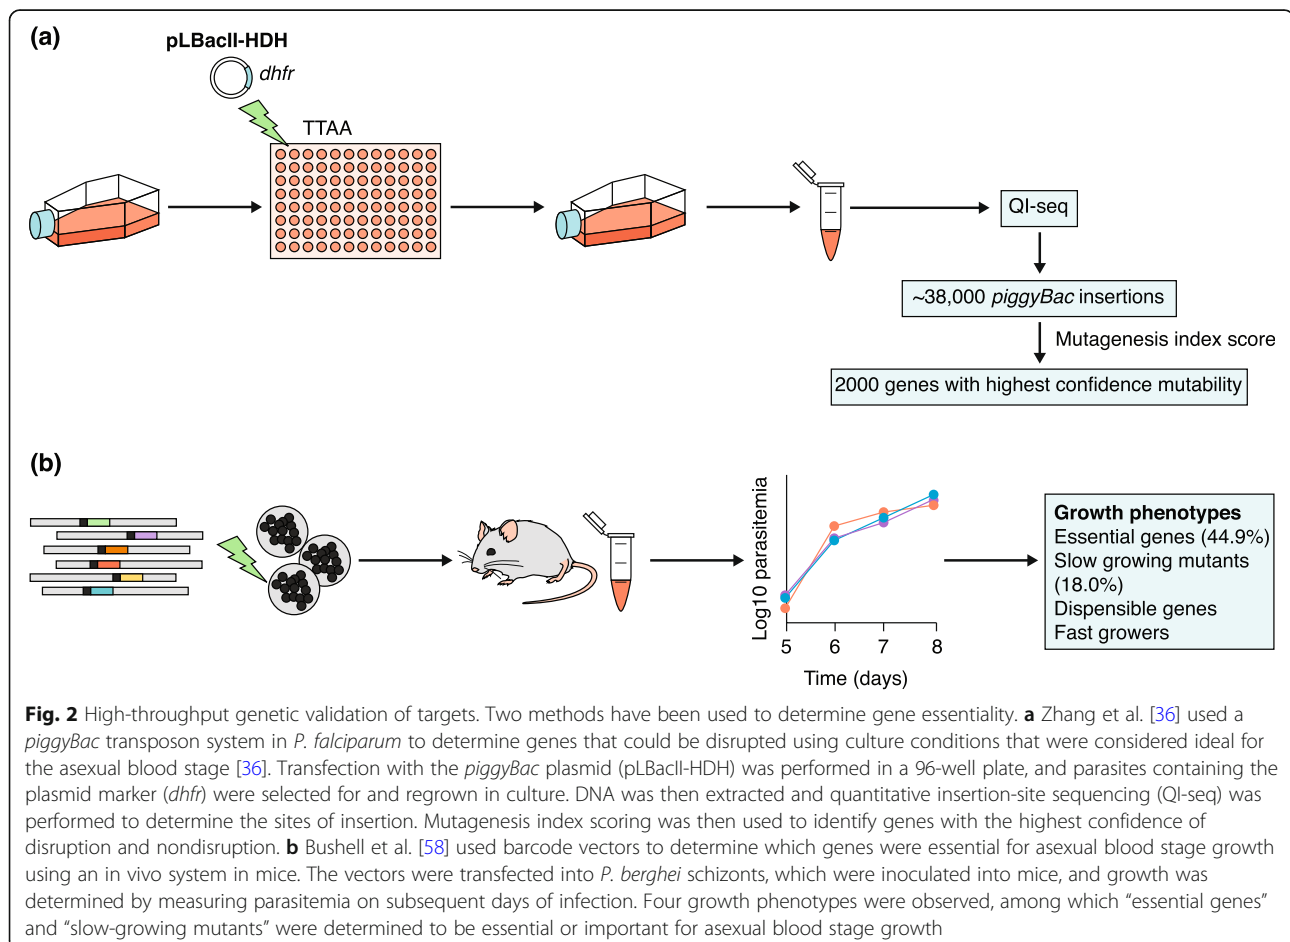 (a)
pLBacII-HDH
dhfr
TTAA
QI-seq
~38,000 piggyBac insertions
Mutagenesis index score
2000 genes with highest confidence mutability
(b)
Log10 parasitemia
5 6 7 8
Time (days)
Growth phenotypes
Essential genes (44.9%)
Slow growing mutants
(18.0%)
Dispensible genes
Fast growers
Fig. 2 High-throughput genetic validation of targets. Two methods have been used to determine gene essentiality. a Zhang et al. [36] used a
piggyBac transposon system in P. falciparum to determine genes that could be disrupted using culture conditions that were considered ideal for
the asexual blood stage [36]. Transfection with the piggyBac plasmid (pLBacII-HDH) was performed in a 96-well plate, and parasites containing the
plasmid marker (dhfr) were selected for and regrown in culture. DNA was then extracted and quantitative insertion-site sequencing (QI-seq) was
performed to determine the sites of insertion. Mutagenesis index scoring was then used to identify genes with the highest confidence of
disruption and nondisruption. b Bushell et al. [58] used barcode vectors to determine which genes were essential for asexual blood stage growth
using an in vivo system in mice. The vectors were transfected into P. berghei schizonts, which were inoculated into mice, and growth was
determined by measuring parasitemia on subsequent days of infection. Four growth phenotypes were observed, among which “essential genes”
and “slow-growing mutants” were determined to be essential or important for asexual blood stage growth